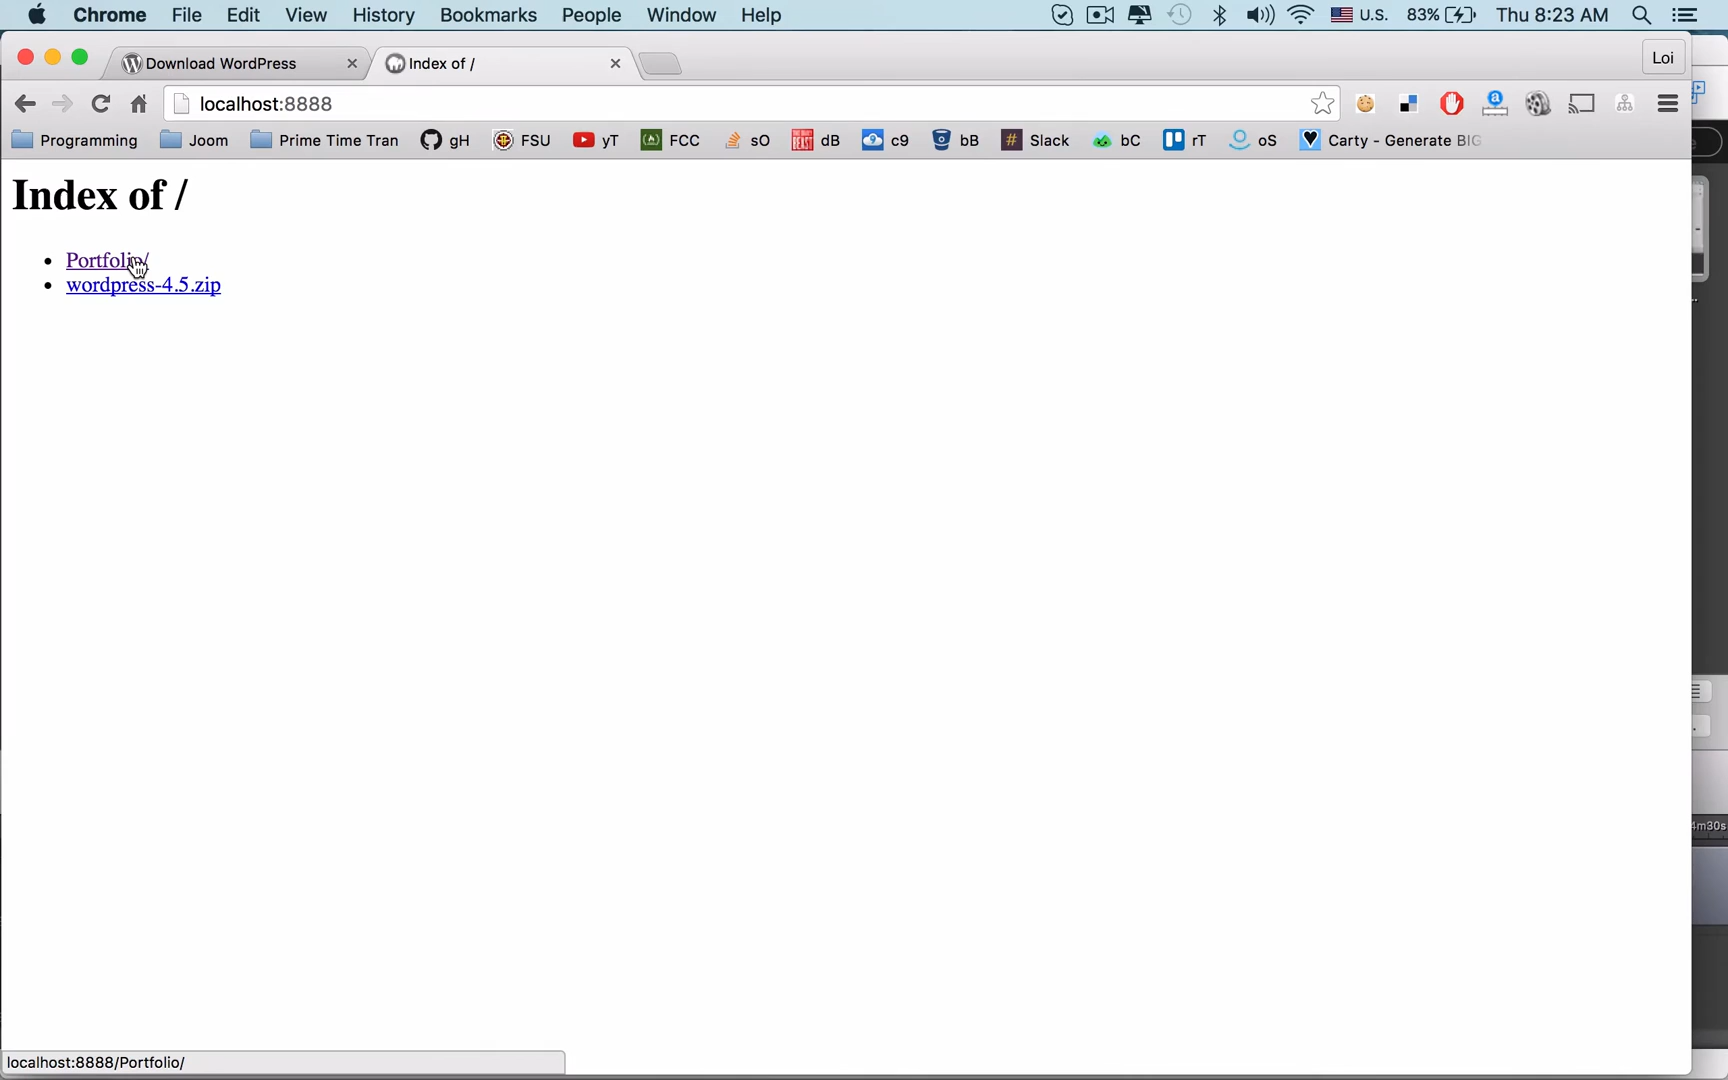 Chrome File Edit View History Bookmarks People Window Help U.S. 83% Thu 8:23 AM
Download WordPress Index of / Loi
localhost:8888
Programming Joom Prime Time Tran gH FSU yT FCC sO dB c9 bB Slack bC rT oS Carty - Generate BIG
Index of /
Portfolio/
wordpress-4.5.zip
4m30s
localhost:8888/Portfolio/